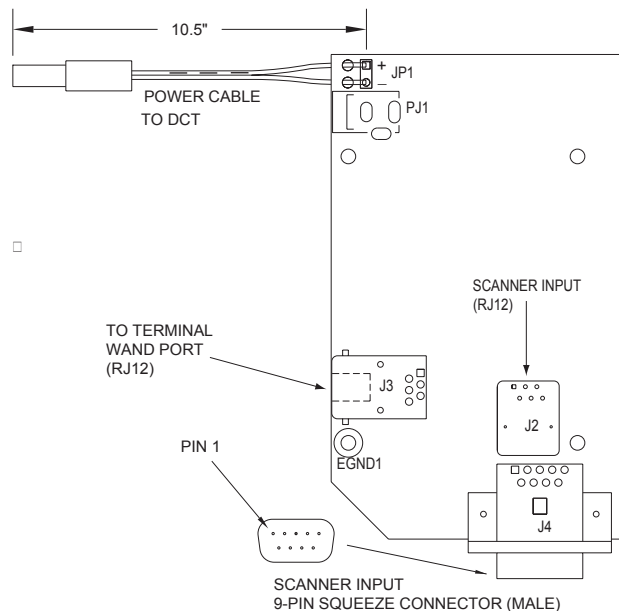 10.5"
+
JP1
–
POWER CABLE
TO DCT
PJ1
SCANNER INPUT
(RJ12)
TO TERMINAL
WAND PORT
(RJ12)
J3
J2
PIN 1
EGND1
J4
SCANNER INPUT
9-PIN SQUEEZE CONNECTOR (MALE)